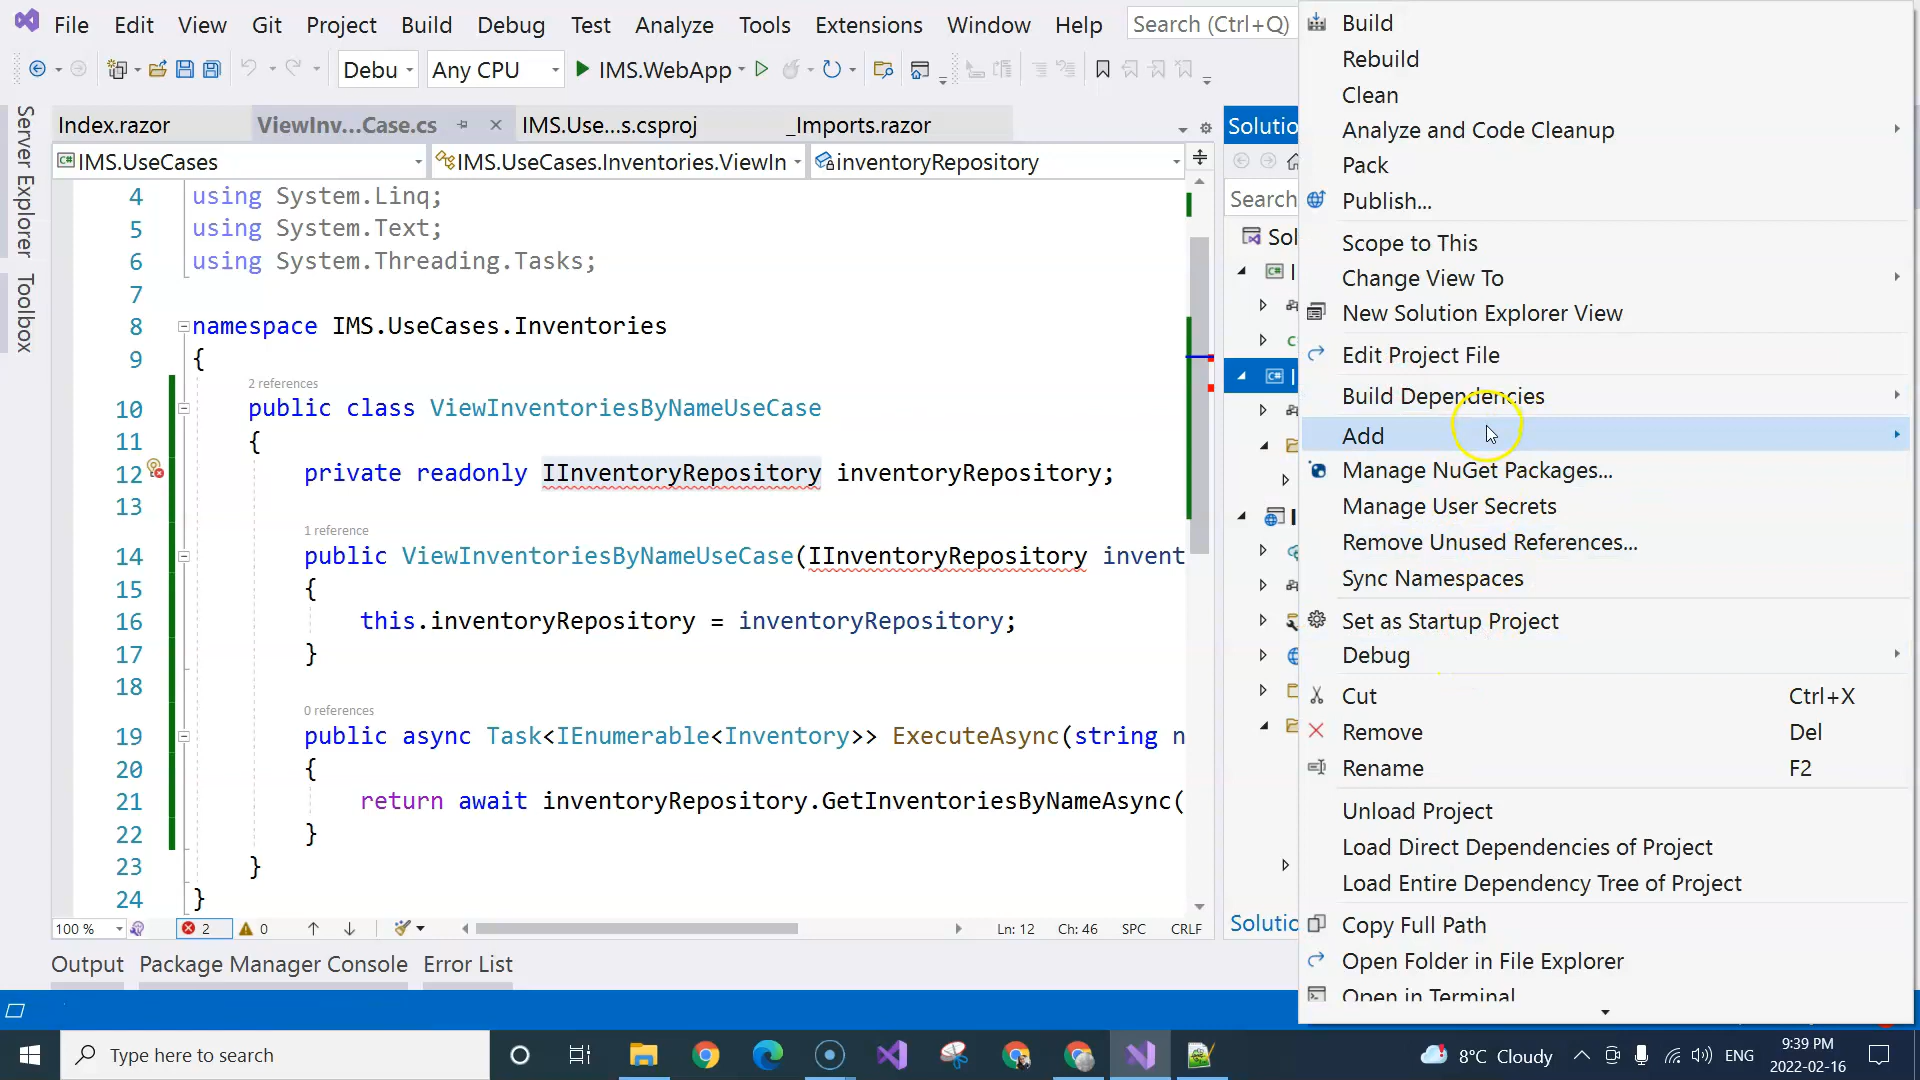 File Edit View Git Project Build Debug Test Analyze Tools Extensions Window Help Search (Ctrl+Q)
Debu Any CPU IMS.WebApp
Server Explorer
Toolbox
Index.razor ViewInv...Case.cs IMS.Use...s.csproj _Imports.razor
IMS.UseCases IMS.UseCases.Inventories.ViewIn inventoryRepository
4 using System.Linq;
5 using System.Text;
6 using System.Threading.Tasks;
7
8 namespace IMS.UseCases.Inventories
9 {
2 references
10 public class ViewInventoriesByNameUseCase
11 {
12 private readonly IInventoryRepository inventoryRepository;
13
1 reference
14 public ViewInventoriesByNameUseCase(IInventoryRepository invent
15 {
16 this.inventoryRepository = inventoryRepository;
17 }
18
0 references
19 public async Task<IEnumerable<Inventory>> ExecuteAsync(string n
20 {
21 return await inventoryRepository.GetInventoriesByNameAsync(
22 }
23 }
24 }
100 % 2 0 Ln: 12 Ch: 46 SPC CRLF
Output Package Manager Console Error List
Solutio
Search
Sol
Solutio
Build
Rebuild
Clean
Analyze and Code Cleanup
Pack
Publish...
Scope to This
Change View To
New Solution Explorer View
Edit Project File
Build Dependencies
Add
Manage NuGet Packages...
Manage User Secrets
Remove Unused References...
Sync Namespaces
Set as Startup Project
Debug
Cut Ctrl+X
Remove Del
Rename F2
Unload Project
Load Direct Dependencies of Project
Load Entire Dependency Tree of Project
Copy Full Path
Open Folder in File Explorer
Open in Terminal
Type here to search
8°C Cloudy ENG
9:39 PM
2022-02-16